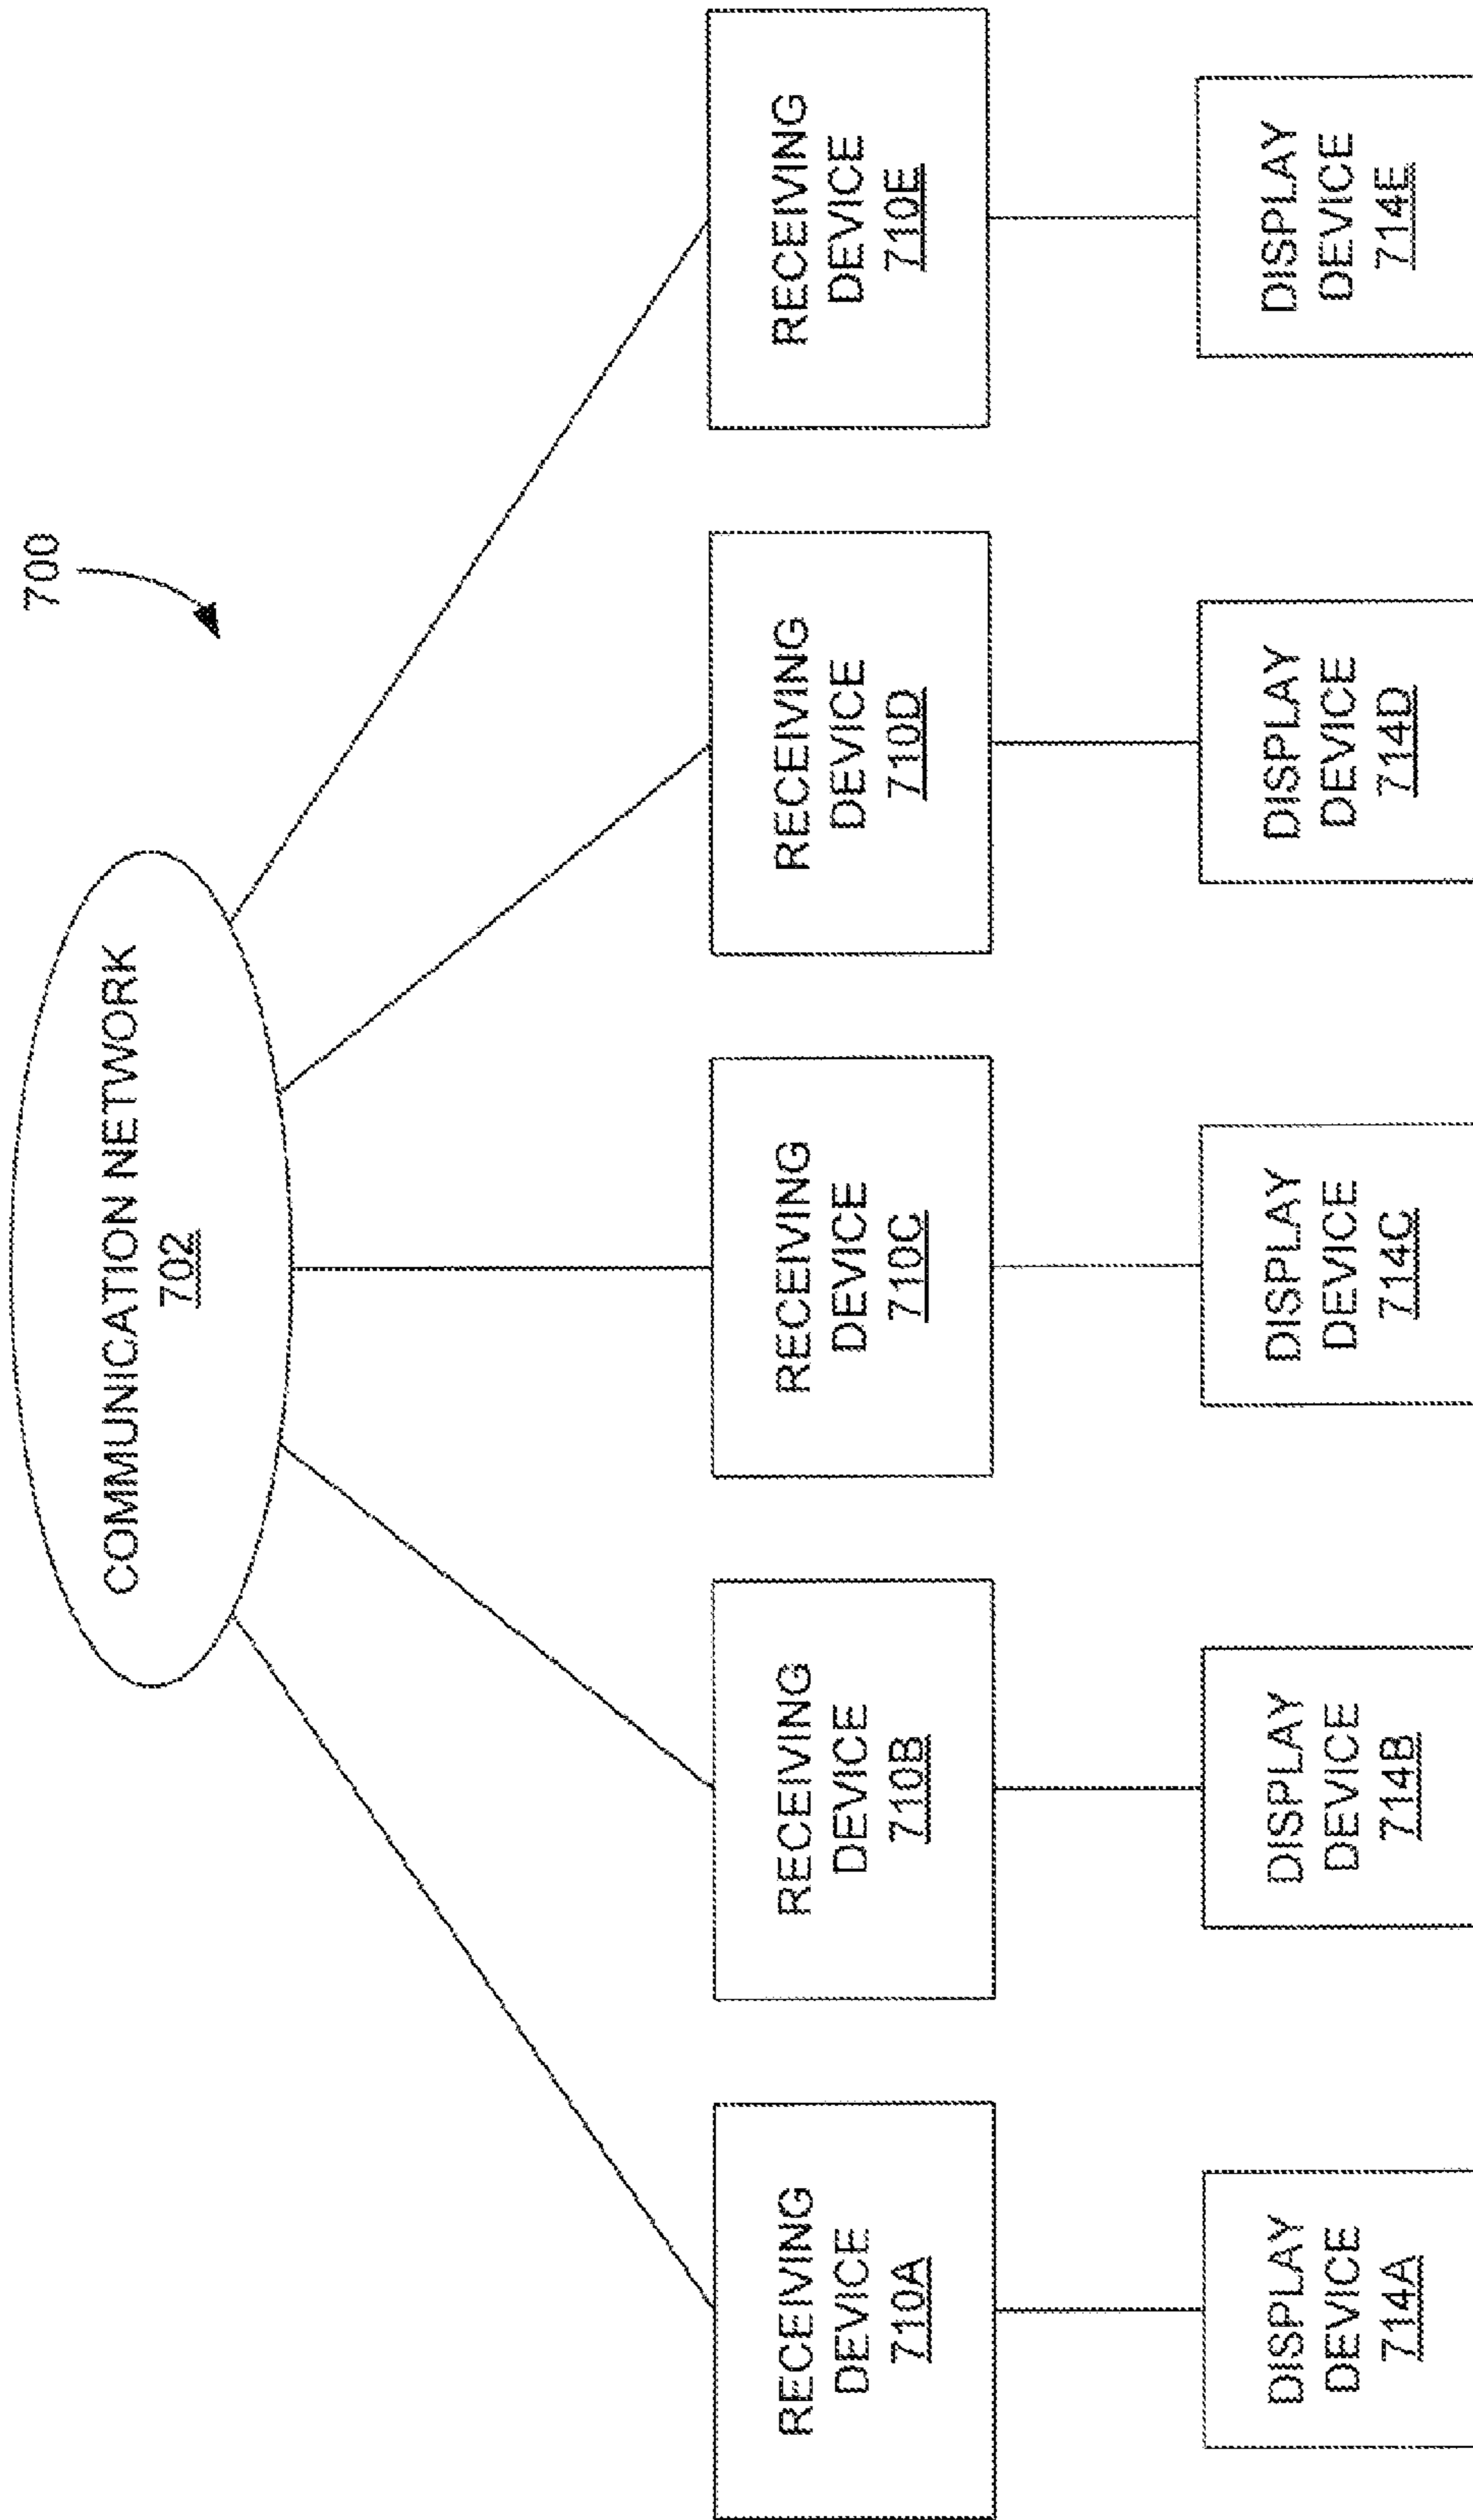 700
COMMUNICATION NETWORK
702
RECEIVING
DEVICE
710A
RECEIVING
DEVICE
710B
RECEIVING
DEVICE
710C
RECEIVING
DEVICE
710D
RECEIVING
DEVICE
710E
DISPLAY
DEVICE
714A
DISPLAY
DEVICE
714B
DISPLAY
DEVICE
714C
DISPLAY
DEVICE
714D
DISPLAY
DEVICE
714E